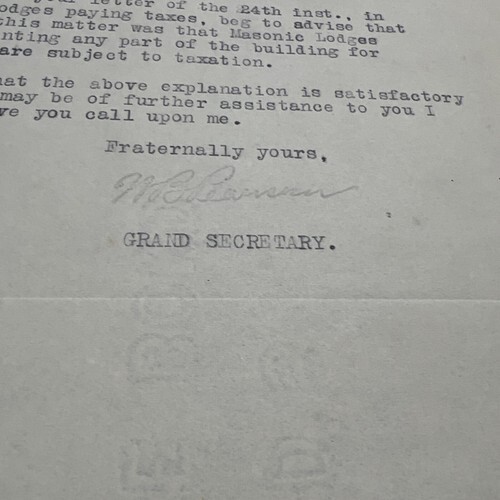 letter of the 24th inst., in
odges paying taxes, beg to advise that
this matter was that Masonic Lodges
nting any part of the building for
are subject to taxation.
at the above explanation is satisfactory
may be of further assistance to you I
ve you call upon me.
Fraternally yours,
GRAND SECRETARY.